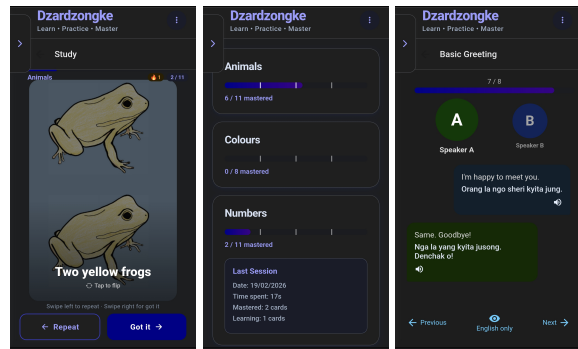 Dzardzongke
Learn • Practice • Master
Study
Animals
1
2 / 11
Two yellow frogs
Tap to flip
Swipe left to repeat • Swipe right for got it
← Repeat
Got it →
Dzardzongke
Learn • Practice • Master
Animals
6 / 11 mastered
Colours
0 / 8 mastered
Numbers
2 / 11 mastered
Last Session
Date: 19/02/2026
Time spent: 17s
Mastered: 2 cards
Learning: 1 cards
Dzardzongke
Learn • Practice • Master
Basic Greeting
7 / 8
A
B
Speaker A
Speaker B
I'm happy to meet you.
Orang la ngo sheri kyita jung.
Same. Goodbye!
Nga la yang kyita jusong.
Denchak o!
← Previous
English only
Next →